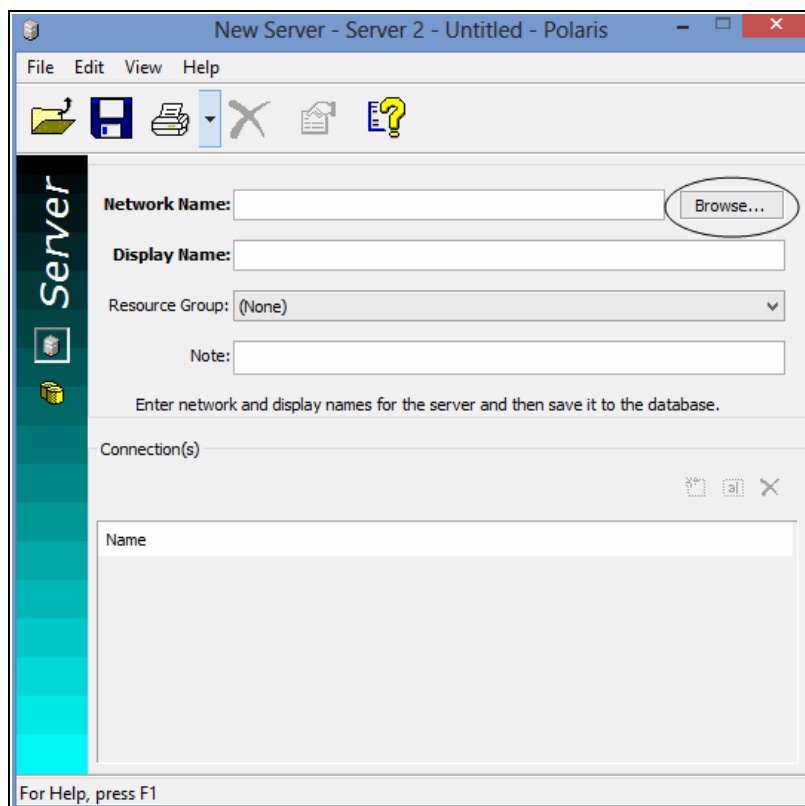 New Server - Server 2 - Untitled - Polaris
File Edit View Help
Server
Network Name:
Browse...
Display Name:
Resource Group: (None)
Note:
Enter network and display names for the server and then save it to the database.
Connection(s)
Name
For Help, press F1